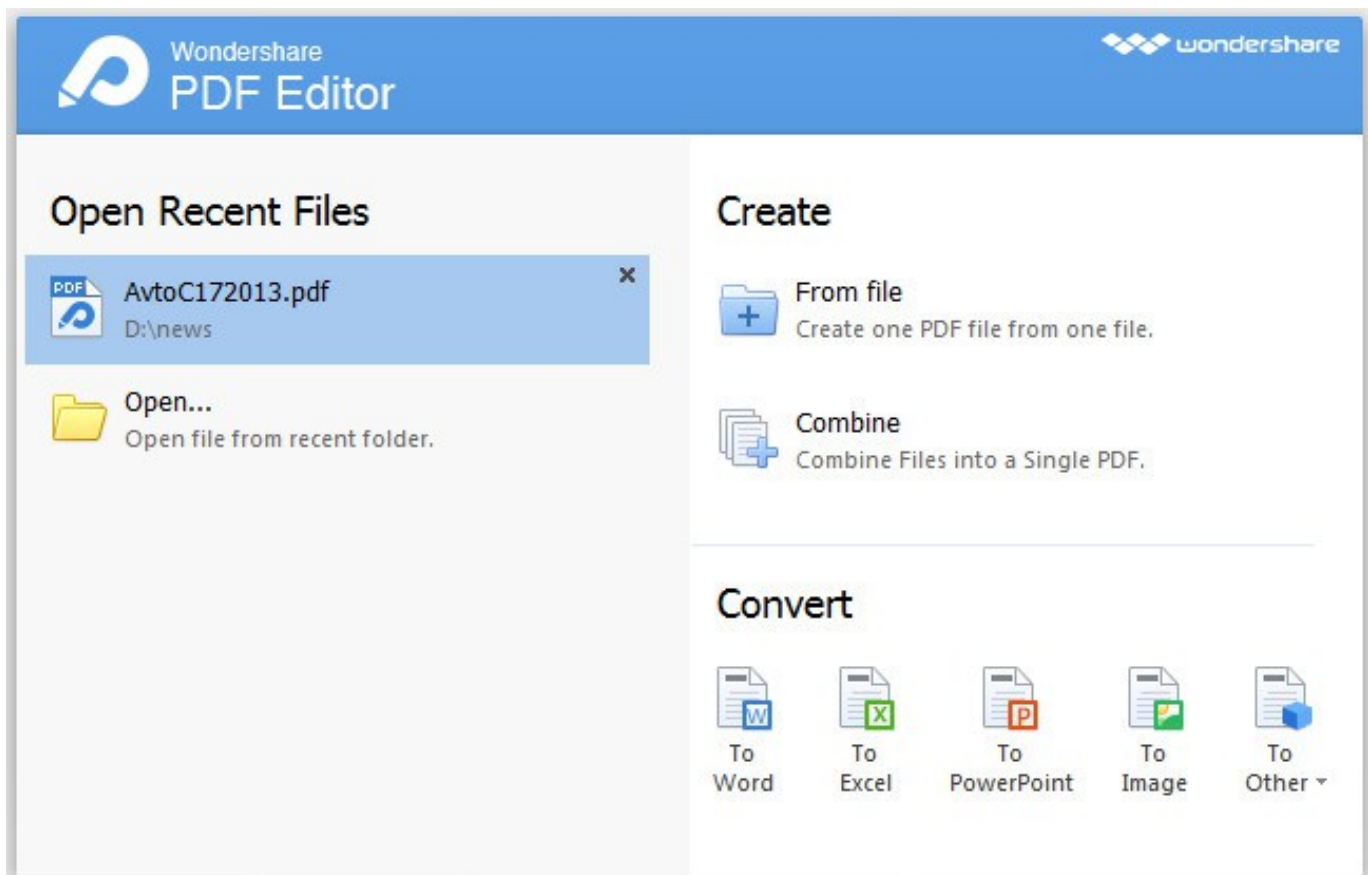 Wondershare
PDF Editor
wondershare
Open Recent Files
PDF
AvtoC172013.pdf
D:\news
Open...
Open file from recent folder.
Create
From file
Create one PDF file from one file.
Combine
Combine Files into a Single PDF.
Convert
W
X
P
To
Word
To
Excel
To
PowerPoint
To
Image
To
Other